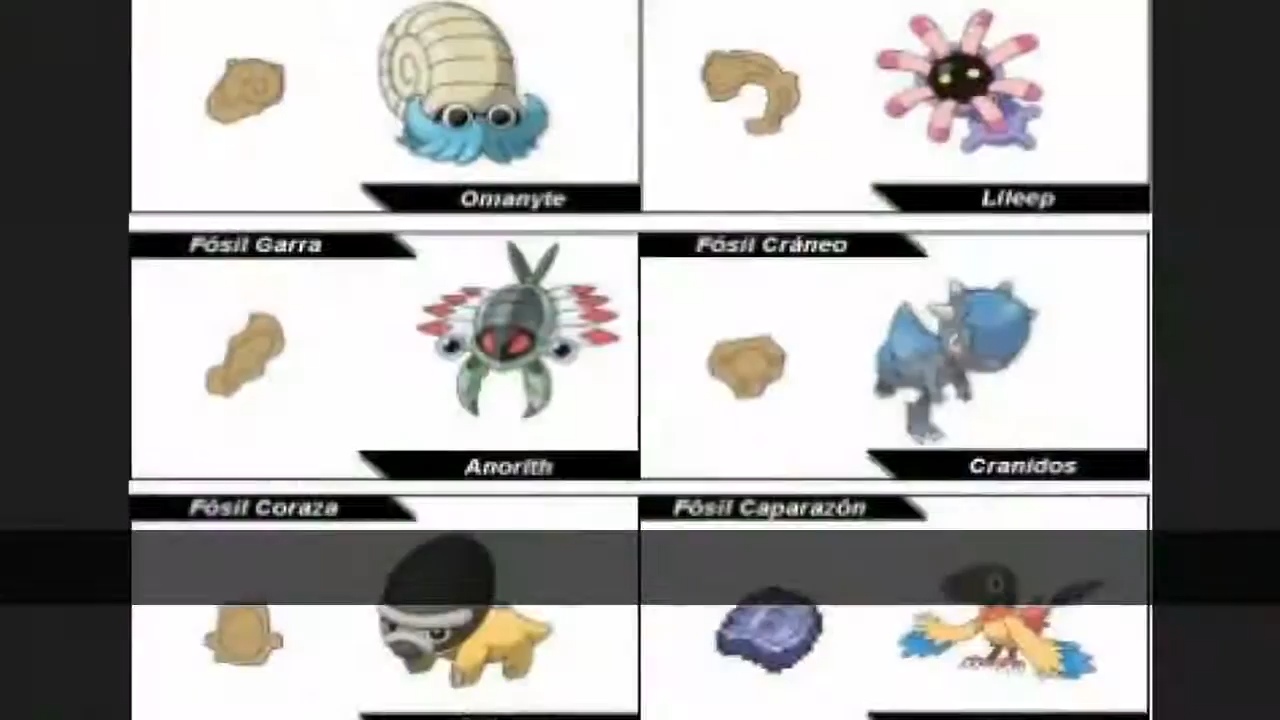 Omanyte
Lileep
Fósil Garra
Fósil Cráneo
Anorith
Cranidos
Fósil Coraza
Fósil Caparazón